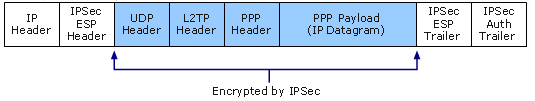 IP Header
IPSec ESP Header
UDP Header
L2TP Header
PPP Header
PPP Payload (IP Datagram)
IPSec ESP Trailer
IPSec Auth Trailer
Encrypted by IPSec